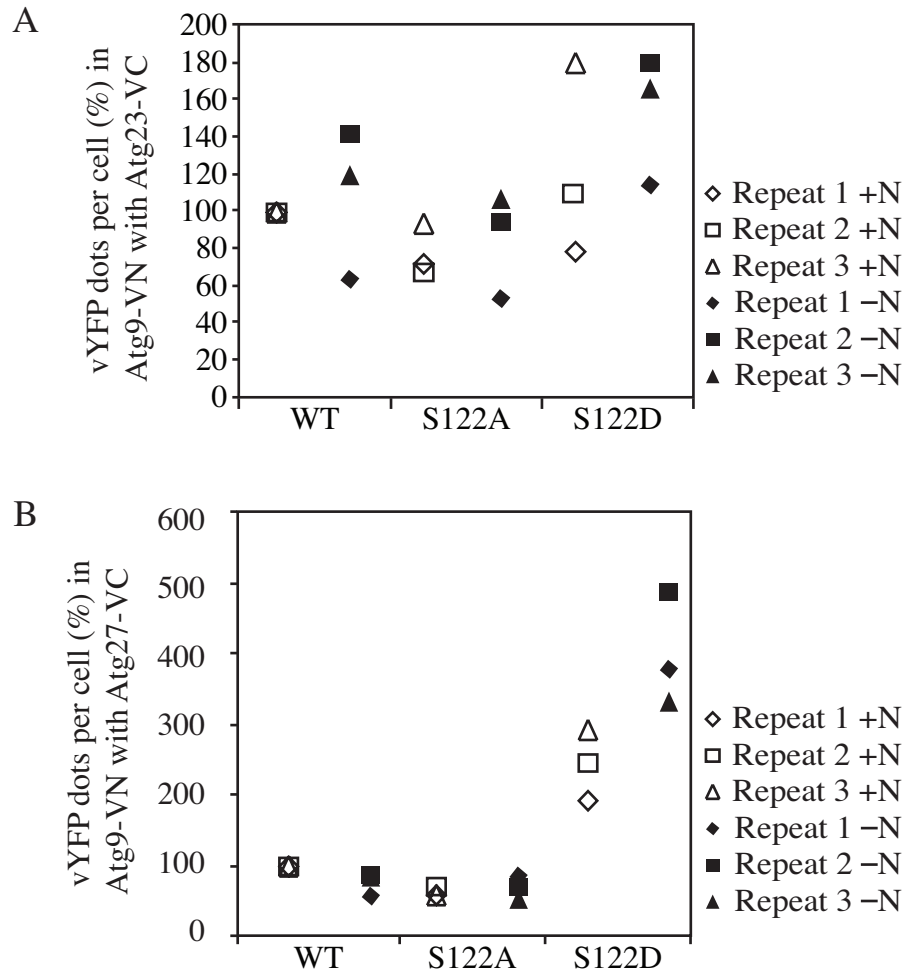 A
vYFP dots per cell (%) in
Atg9-VN with Atg23-VC
200
180
160
140
120
100
80
60
40
20
0
WT
S122A
S122D
Repeat 1 +N
Repeat 2 +N
Repeat 3 +N
Repeat 1 −N
Repeat 2 −N
Repeat 3 −N
B
vYFP dots per cell (%) in
Atg9-VN with Atg27-VC
600
500
400
300
200
100
0
WT
S122A
S122D
Repeat 1 +N
Repeat 2 +N
Repeat 3 +N
Repeat 1 −N
Repeat 2 −N
Repeat 3 −N